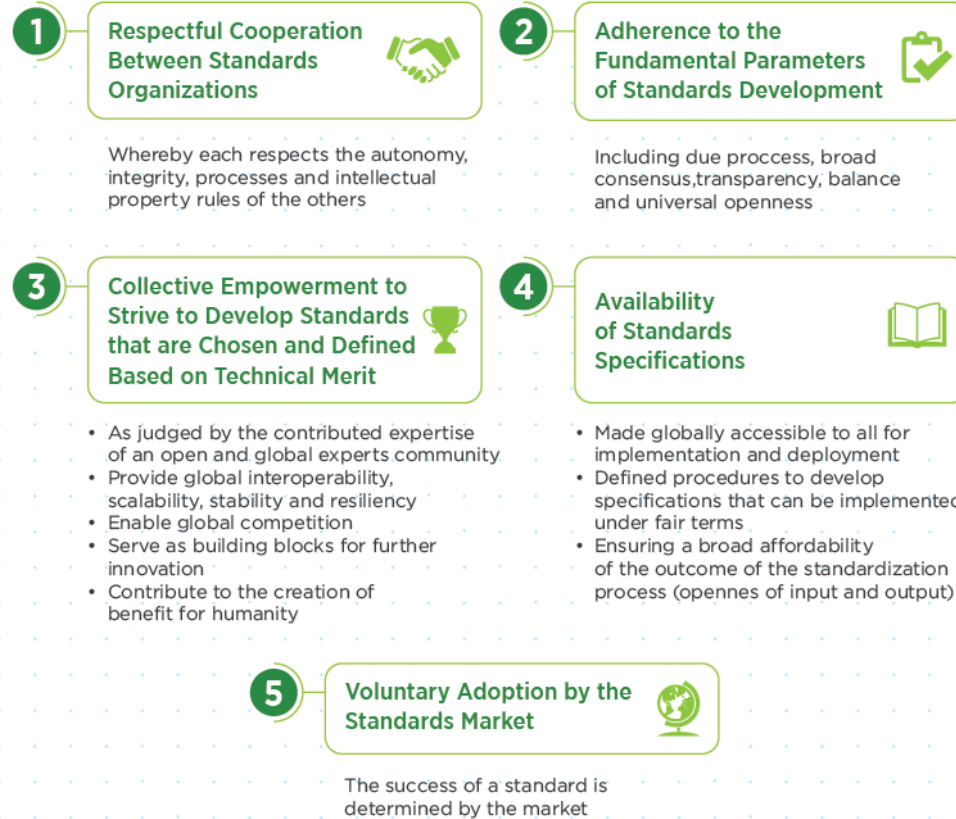 1
Respectful Cooperation
Between Standards
Organizations
Whereby each respects the autonomy,
integrity, processes and intellectual
property rules of the others
2
Adherence to the
Fundamental Parameters
of Standards Development
Including due proccess, broad
consensus,transparency, balance
and universal openness
3
Collective Empowerment to
Strive to Develop Standards
that are Chosen and Defined
Based on Technical Merit
• As judged by the contributed expertise
of an open and global experts community
• Provide global interoperability,
scalability, stability and resiliency
• Enable global competition
• Serve as building blocks for further
innovation
• Contribute to the creation of
benefit for humanity
4
Availability
of Standards
Specifications
• Made globally accessible to all for
implementation and deployment
• Defined procedures to develop
specifications that can be implemented
under fair terms
• Ensuring a broad affordability
of the outcome of the standardization
process (opennes of input and output)
5
Voluntary Adoption by the
Standards Market
The success of a standard is
determined by the market